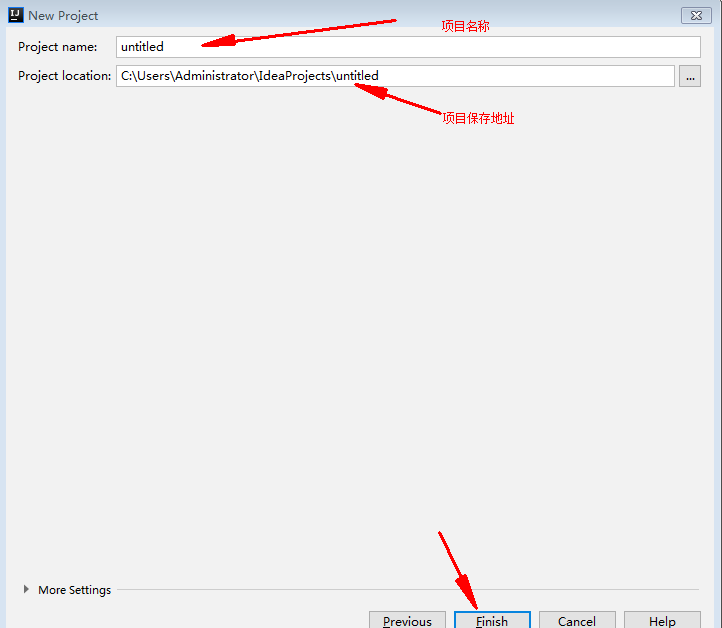 IJ New Project
项目名称
Project name: untitled
Project location: C:\Users\Administrator\IdeaProjects\untitled ...
项目保存地址
More Settings
Previous Finish Cancel Help